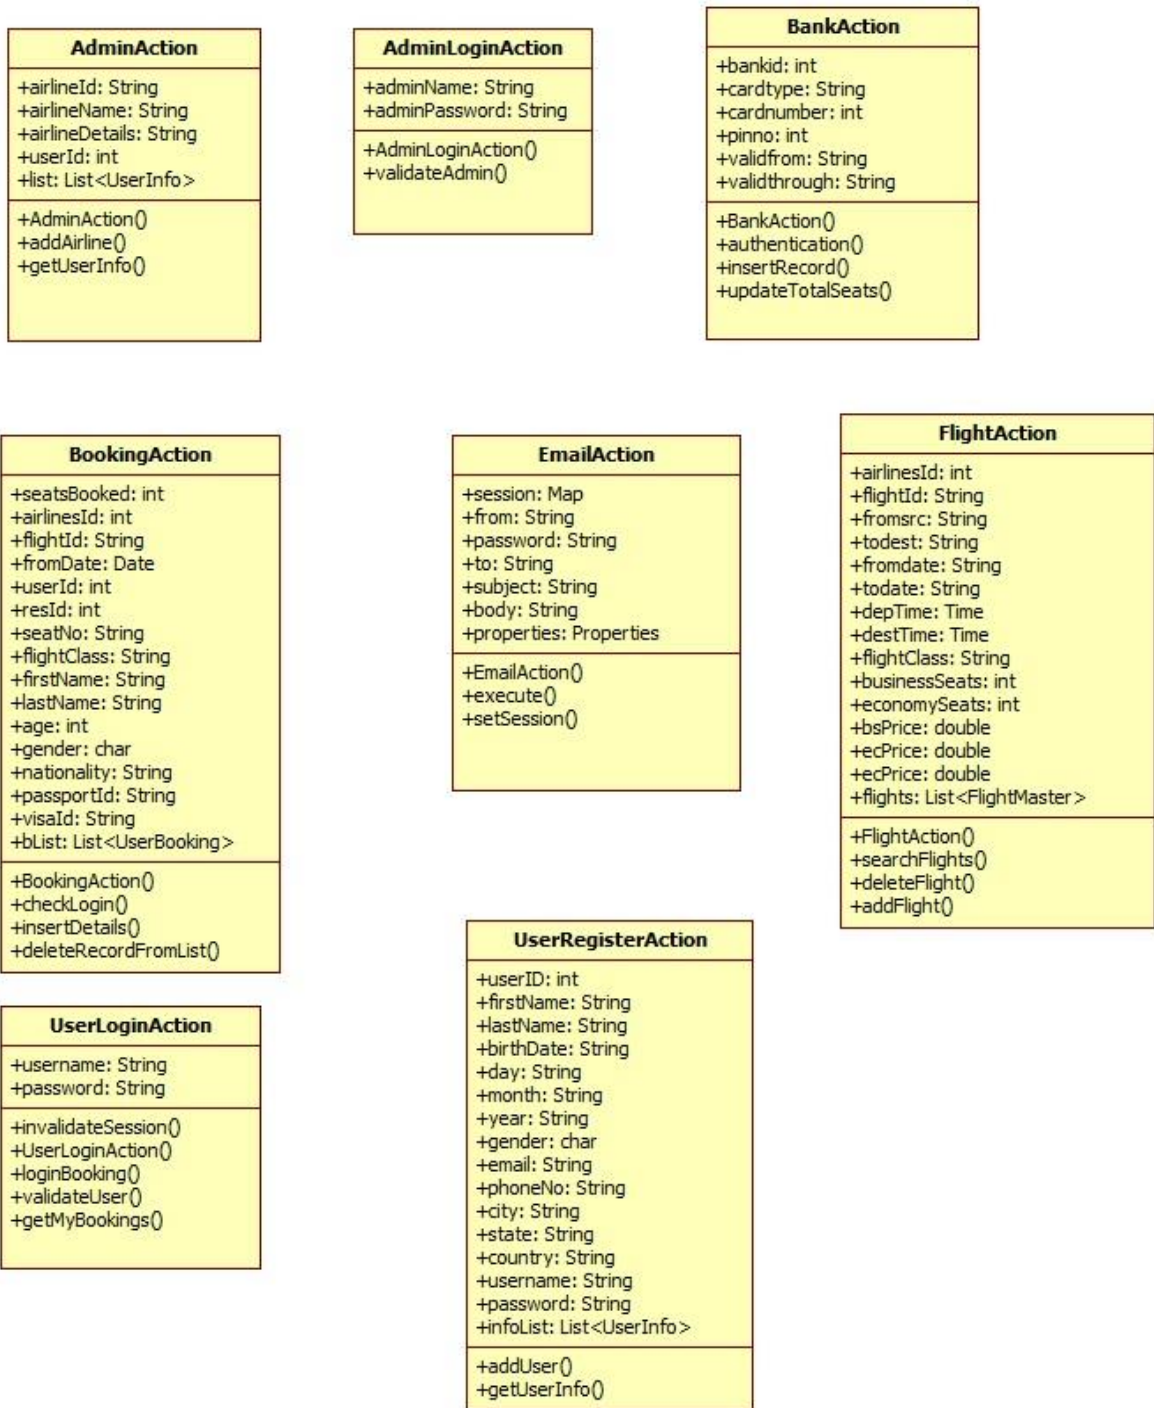 AdminAction
+airlineId: String
+airlineName: String
+airlineDetails: String
+userId: int
+list: List<UserInfo>
+AdminAction()
+addAirline()
+getUserInfo()
AdminLoginAction
+adminName: String
+adminPassword: String
+AdminLoginAction()
+validateAdmin()
BankAction
+bankid: int
+cardtype: String
+cardnumber: int
+pinno: int
+validfrom: String
+validthrough: String
+BankAction()
+authentication()
+insertRecord()
+updateTotalSeats()
BookingAction
+seatsBooked: int
+airlinesId: int
+flightId: String
+fromDate: Date
+userId: int
+resId: int
+seatNo: String
+flightClass: String
+firstName: String
+lastName: String
+age: int
+gender: char
+nationality: String
+passportId: String
+visaId: String
+bList: List<UserBooking>
+BookingAction()
+checkLogin()
+insertDetails()
+deleteRecordFromList()
EmailAction
+session: Map
+from: String
+password: String
+to: String
+subject: String
+body: String
+properties: Properties
+EmailAction()
+execute()
+setSession()
FlightAction
+airlinesId: int
+flightId: String
+fromsrc: String
+todest: String
+fromdate: String
+todate: String
+depTime: Time
+destTime: Time
+flightClass: String
+businessSeats: int
+economySeats: int
+bsPrice: double
+ecPrice: double
+ecPrice: double
+flights: List<FlightMaster>
+FlightAction()
+searchFlights()
+deleteFlight()
+addFlight()
UserLoginAction
+username: String
+password: String
+invalidateSession()
+UserLoginAction()
+loginBooking()
+validateUser()
+getMyBookings()
UserRegisterAction
+userID: int
+firstName: String
+lastName: String
+birthDate: String
+day: String
+month: String
+year: String
+gender: char
+email: String
+phoneNo: String
+city: String
+state: String
+country: String
+username: String
+password: String
+infoList: List<UserInfo>
+addUser()
+getUserInfo()